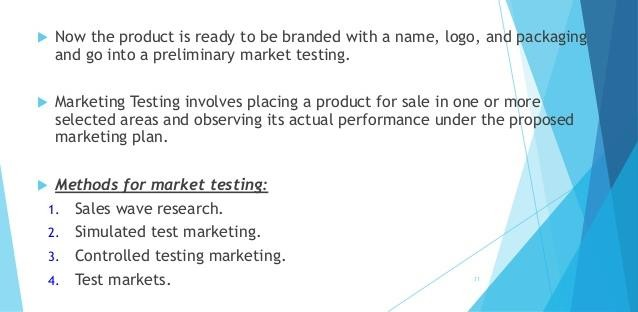 Now the product is ready to be branded with a name, logo, and packaging
and go into a preliminary market testing.
Marketing Testing involves placing a product for sale in one or more
selected areas and observing its actual performance under the proposed
marketing plan.
Methods for market testing:
1. Sales wave research.
2. Simulated test marketing.
3. Controlled testing marketing.
4. Test markets.